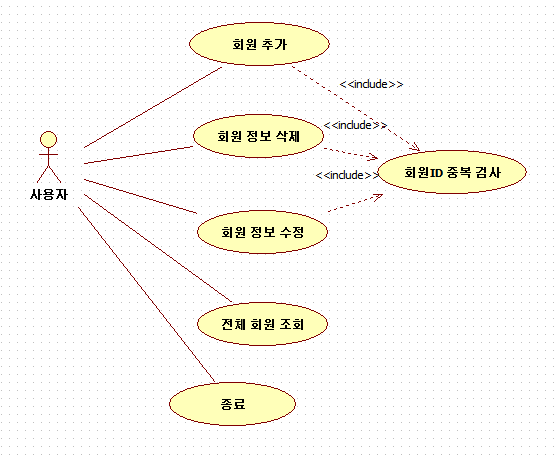 회원 추가
<<include>>
회원 정보 삭제
<<include>>
사용자
회원ID 중복 검사
<<include>>
회원 정보 수정
전체 회원 조회
종료